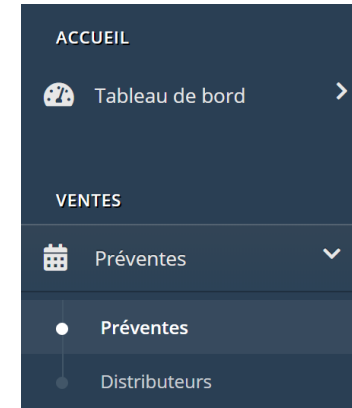 ACCUEIL
Tableau de bord
VENTES
Préventes
Préventes
Distributeurs